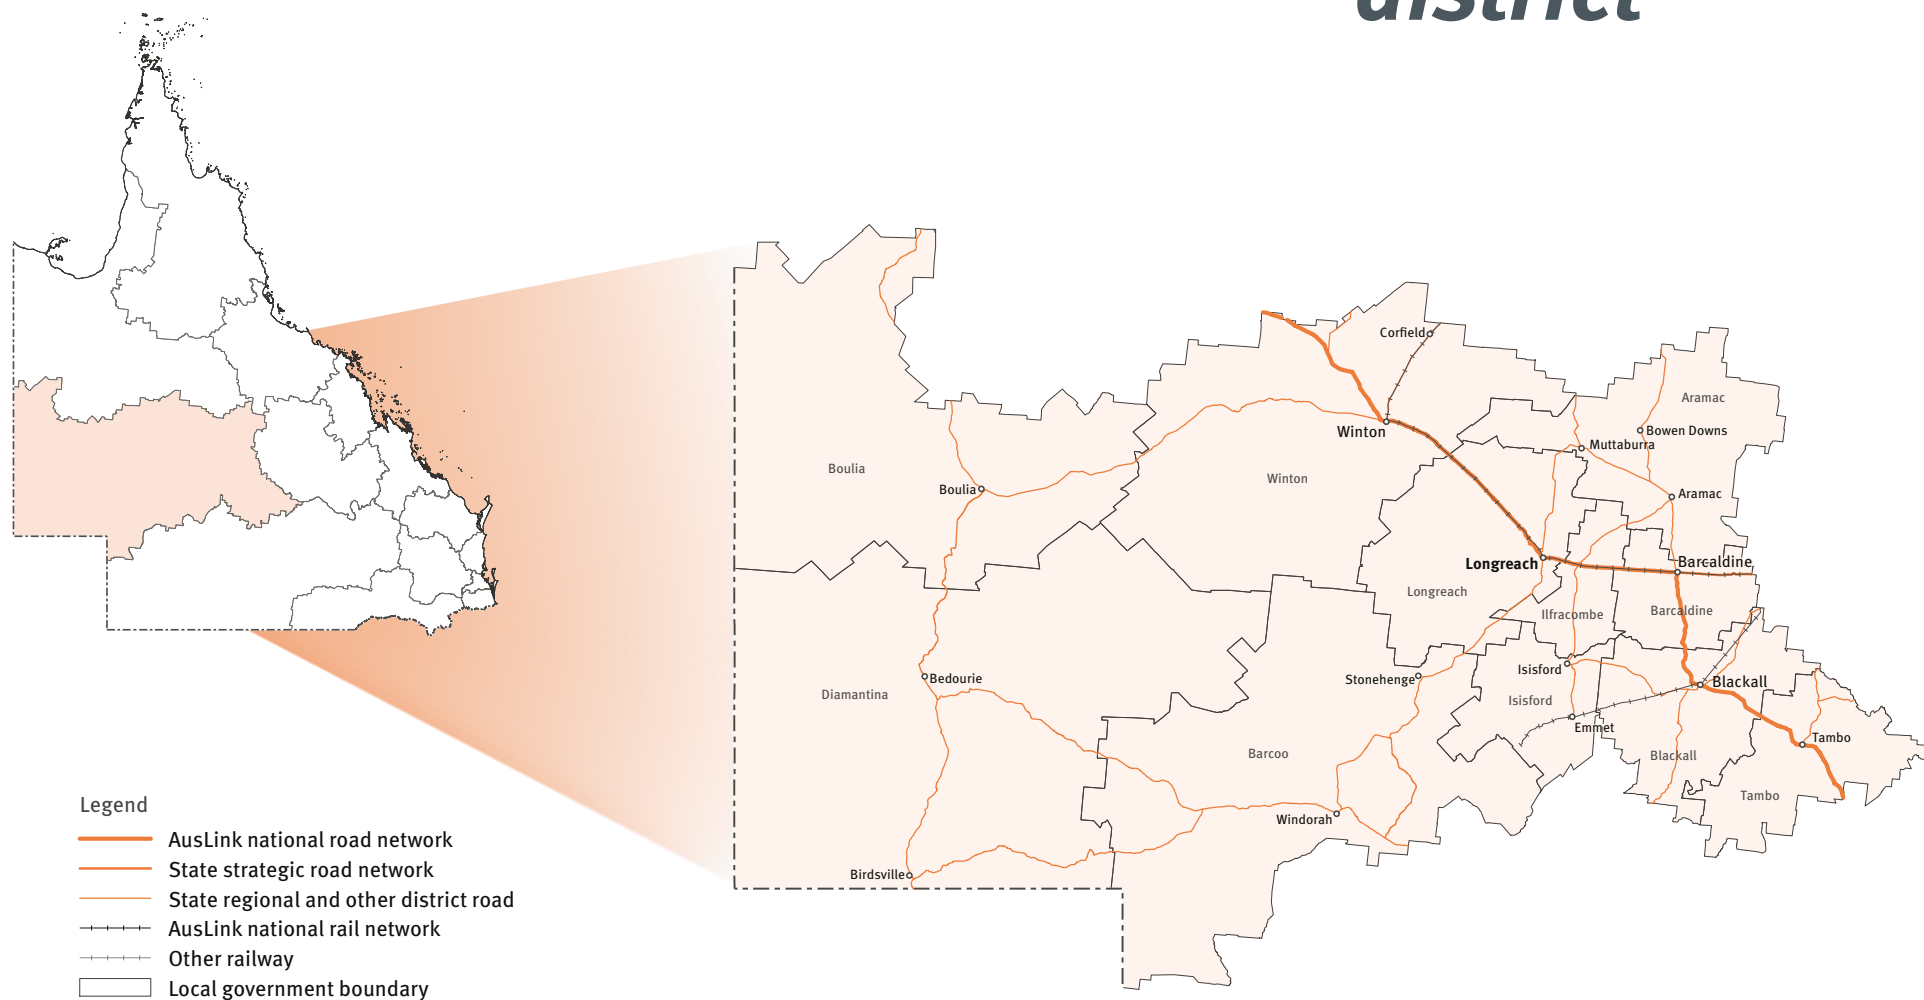 district
Corfield
Aramac
Winton
Bowen Downs
Muttaburra
Boulia
Winton
Boulia
Aramac
Longreach
Barcaldine
Longreach
Ilfracombe
Barcaldine
Isisford
Bedourie
Stonehenge
Blackall
Diamantina
Isisford
Emmet
Tambo
Barcoo
Blackall
Tambo
Windorah
Birdsville
Legend
AusLink national road network
State strategic road network
State regional and other district road
AusLink national rail network
Other railway
Local government boundary